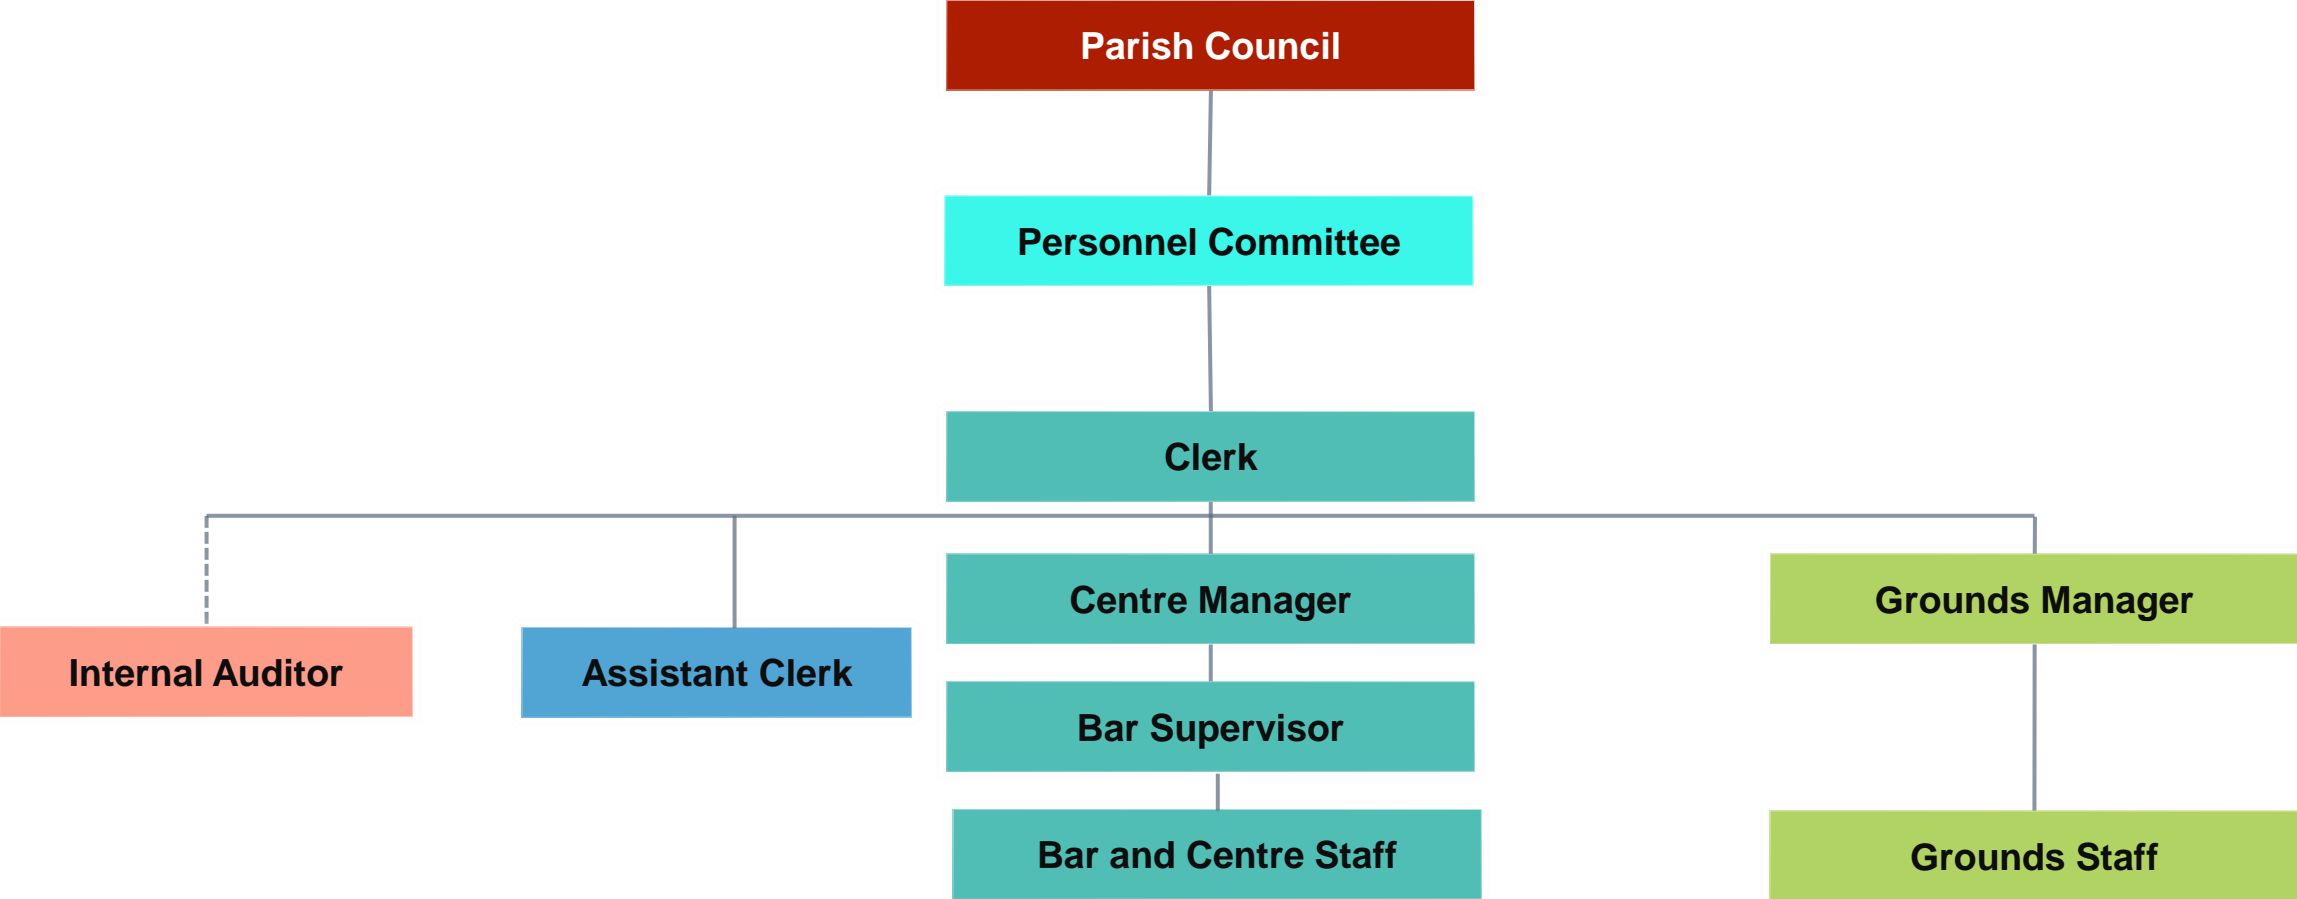 Parish Council
Personnel Committee
Clerk
Centre Manager
Grounds Manager
Internal Auditor
Assistant Clerk
Bar Supervisor
Bar and Centre Staff
Grounds Staff